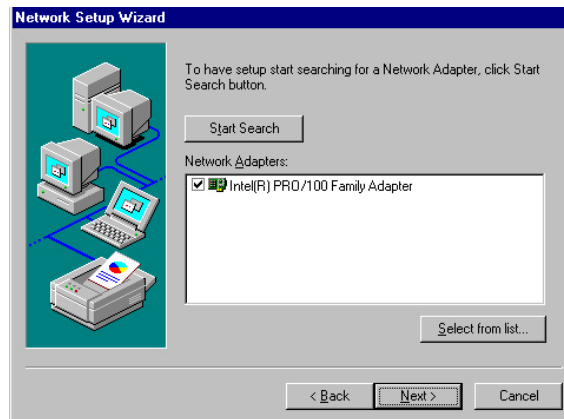 Network Setup Wizard
To have setup start searching for a Network Adapter, click Start
Search button.
Start Search
Network Adapters:
Intel(R) PRO/100 Family Adapter
Select from list...
< Back
Next >
Cancel